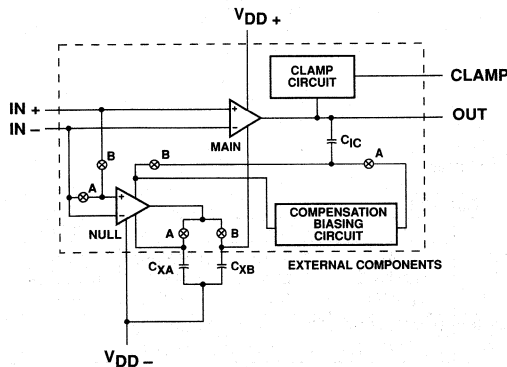 VDD+
CLAMP
CIRCUIT
CLAMP
IN +
IN –
+
–
MAIN
OUT
CIC
B
B
A
A
+
–
NULL
A
B
COMPENSATION
BIASING
CIRCUIT
CXA
CXB
EXTERNAL COMPONENTS
VDD–